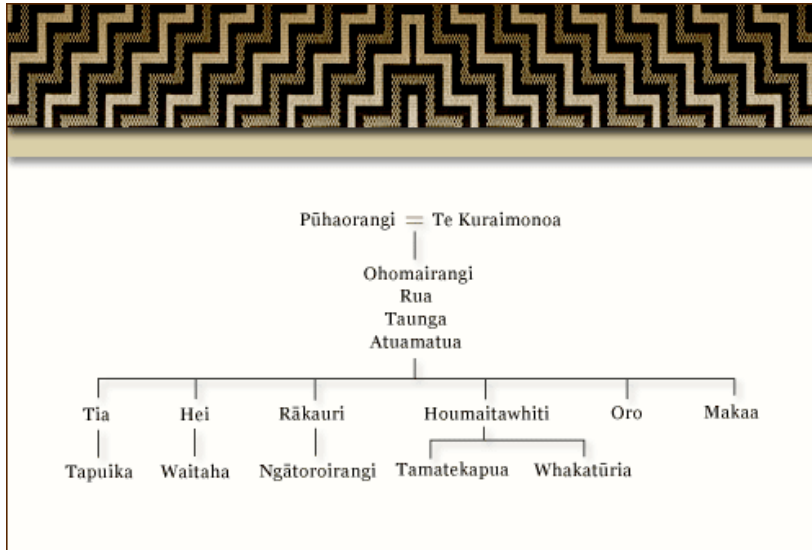 Pūhaorangi = Te Kuraimonoa
Ohomairangi
Rua
Taunga
Atuamatua
Tia Hei Rākauri Houmaitawhiti Oro Makaa
Tapuika Waitaha Ngātoroirangi Tamatekapua Whakatūria